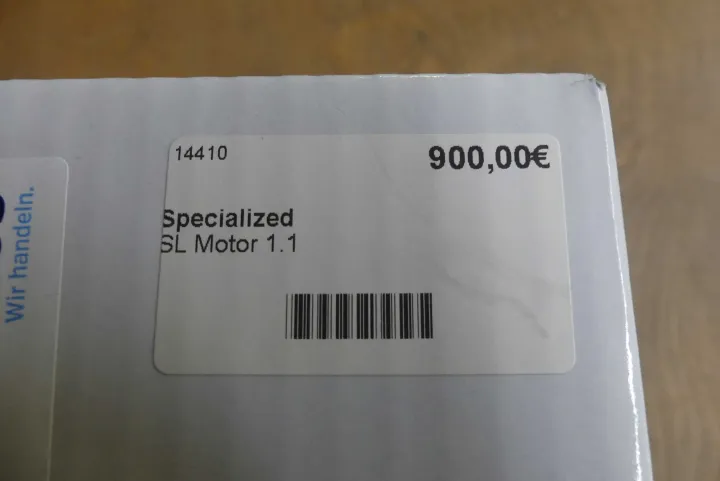 14410
900,00€
Specialized
SL Motor 1.1
Wir handeln.